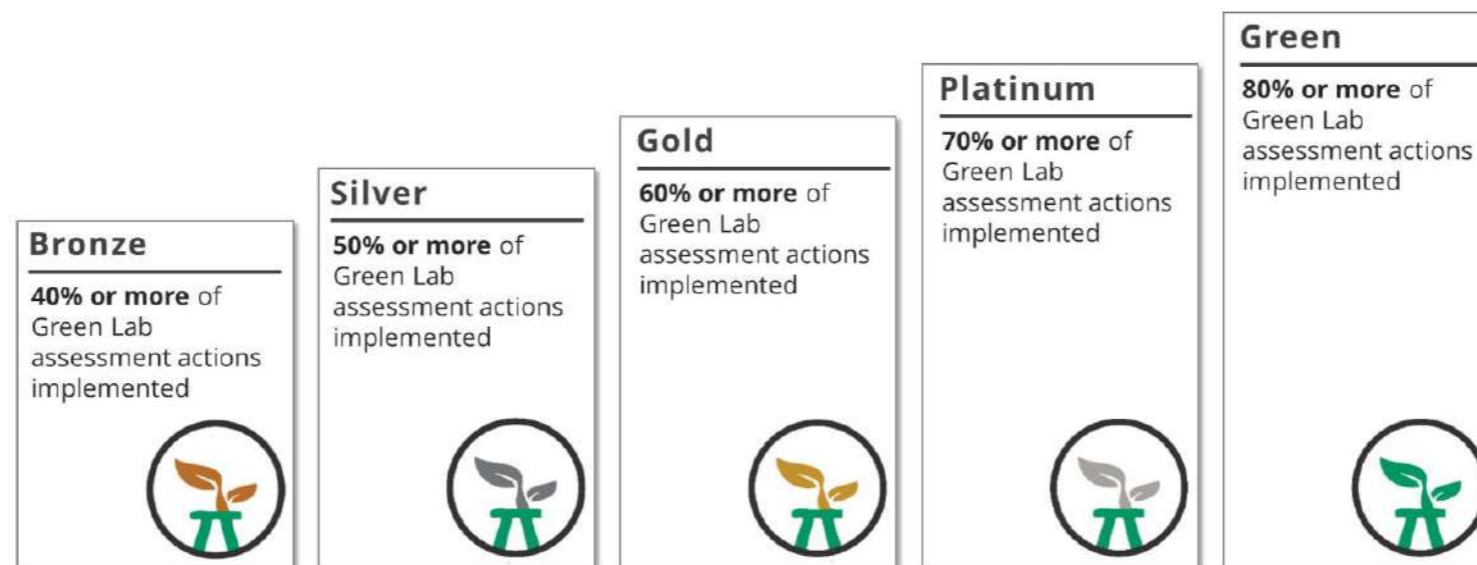 Bronze
40% or more of
Green Lab
assessment actions
implemented
Silver
50% or more of
Green Lab
assessment actions
implemented
Gold
60% or more of
Green Lab
assessment actions
implemented
Platinum
70% or more of
Green Lab
assessment actions
implemented
Green
80% or more of
Green Lab
assessment actions
implemented